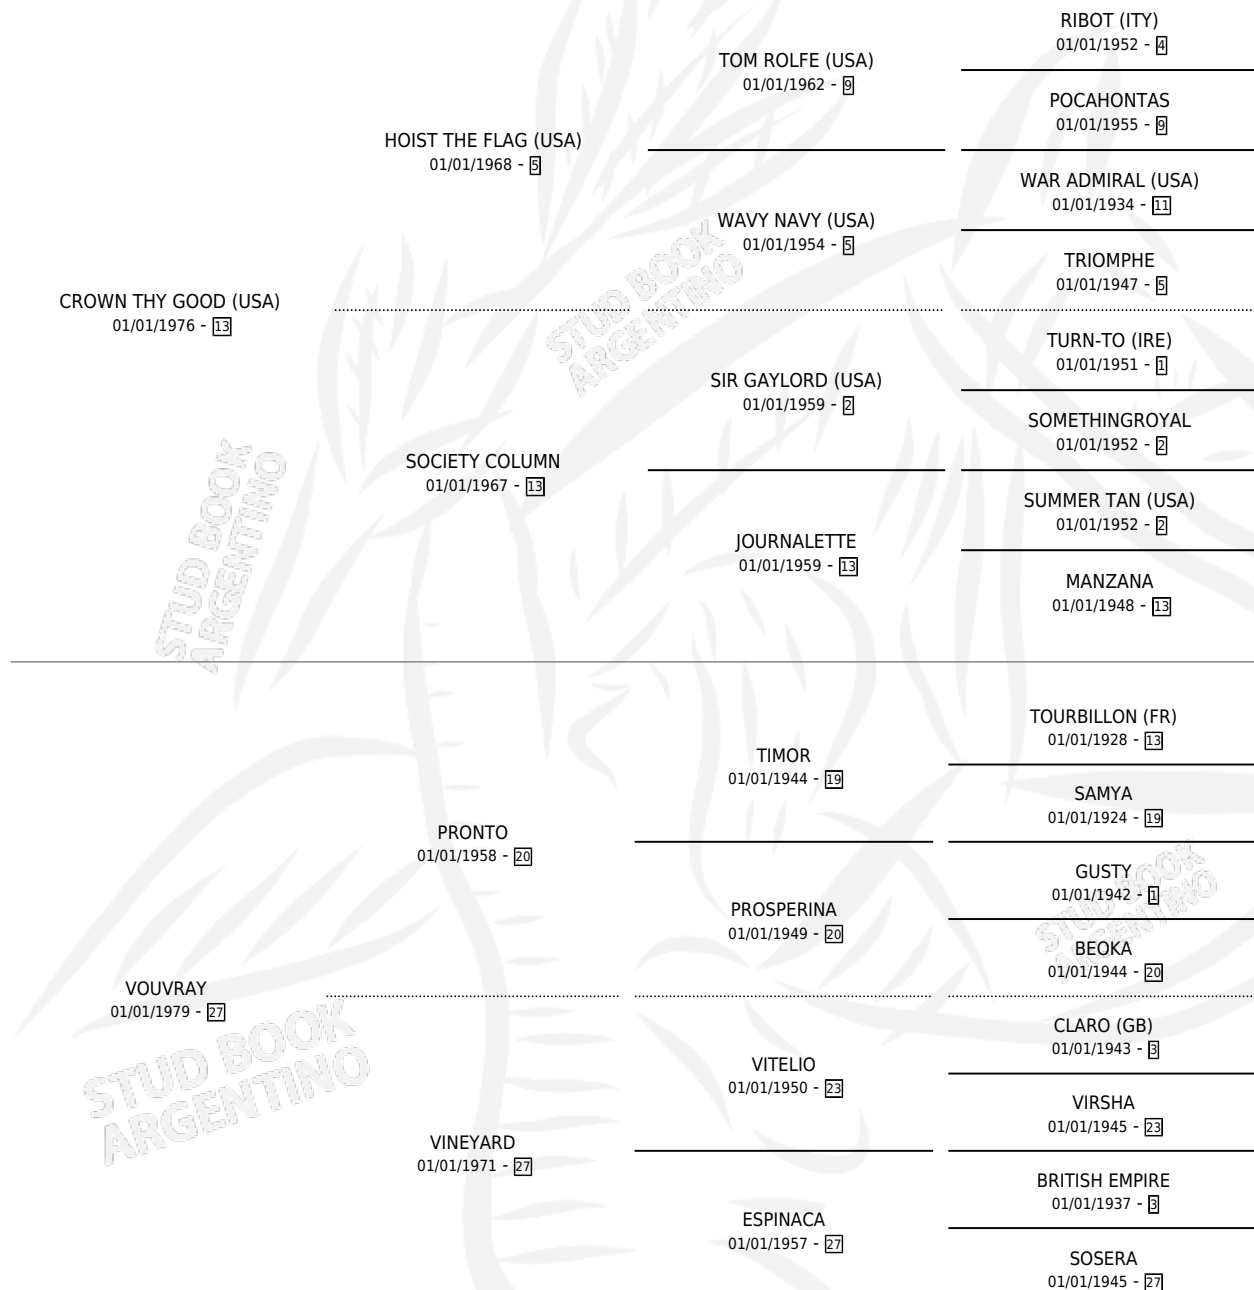 RIBOT (ITY)
01/01/1952 - 4
TOM ROLFE (USA)
01/01/1962 - 9
POCAHONTAS
01/01/1955 - 9
HOIST THE FLAG (USA)
01/01/1968 - 5
WAR ADMIRAL (USA)
01/01/1934 - 11
WAVY NAVY (USA)
01/01/1954 - 5
TRIOMPHE
01/01/1947 - 5
CROWN THY GOOD (USA)
01/01/1976 - 13
TURN-TO (IRE)
01/01/1951 - 1
SIR GAYLORD (USA)
01/01/1959 - 2
SOMETHINGROYAL
01/01/1952 - 2
SOCIETY COLUMN
01/01/1967 - 13
SUMMER TAN (USA)
01/01/1952 - 2
JOURNALETTE
01/01/1959 - 13
MANZANA
01/01/1948 - 13
TOURBILLON (FR)
01/01/1928 - 13
TIMOR
01/01/1944 - 19
SAMYA
01/01/1924 - 19
PRONTO
01/01/1958 - 20
GUSTY
01/01/1942 - 1
PROSPERINA
01/01/1949 - 20
BEOKA
01/01/1944 - 20
VOUVRAY
01/01/1979 - 27
CLARO (GB)
01/01/1943 - 3
VITELIO
01/01/1950 - 23
VIRSHA
01/01/1945 - 23
VINEYARD
01/01/1971 - 27
BRITISH EMPIRE
01/01/1937 - 3
ESPINACA
01/01/1957 - 27
SOSERA
01/01/1945 - 27
STUD BOOK
ARGENTINO
STUD BOOK
ARGENTINO
STUD BOOK
ARGENTINO
STUD BOOK
ARGENTINO